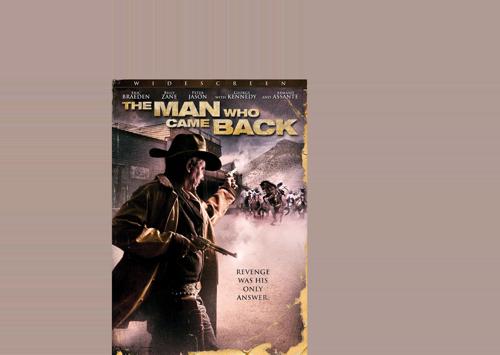 WIDESCREEN
ERIC BRAEDEN BILLY ZANE PETER JASON WITH GEORGE KENNEDY AND ARMAND ASSANTE
THE MAN WHO
CAME BACK
REVENGE
WAS HIS
ONLY
ANSWER.